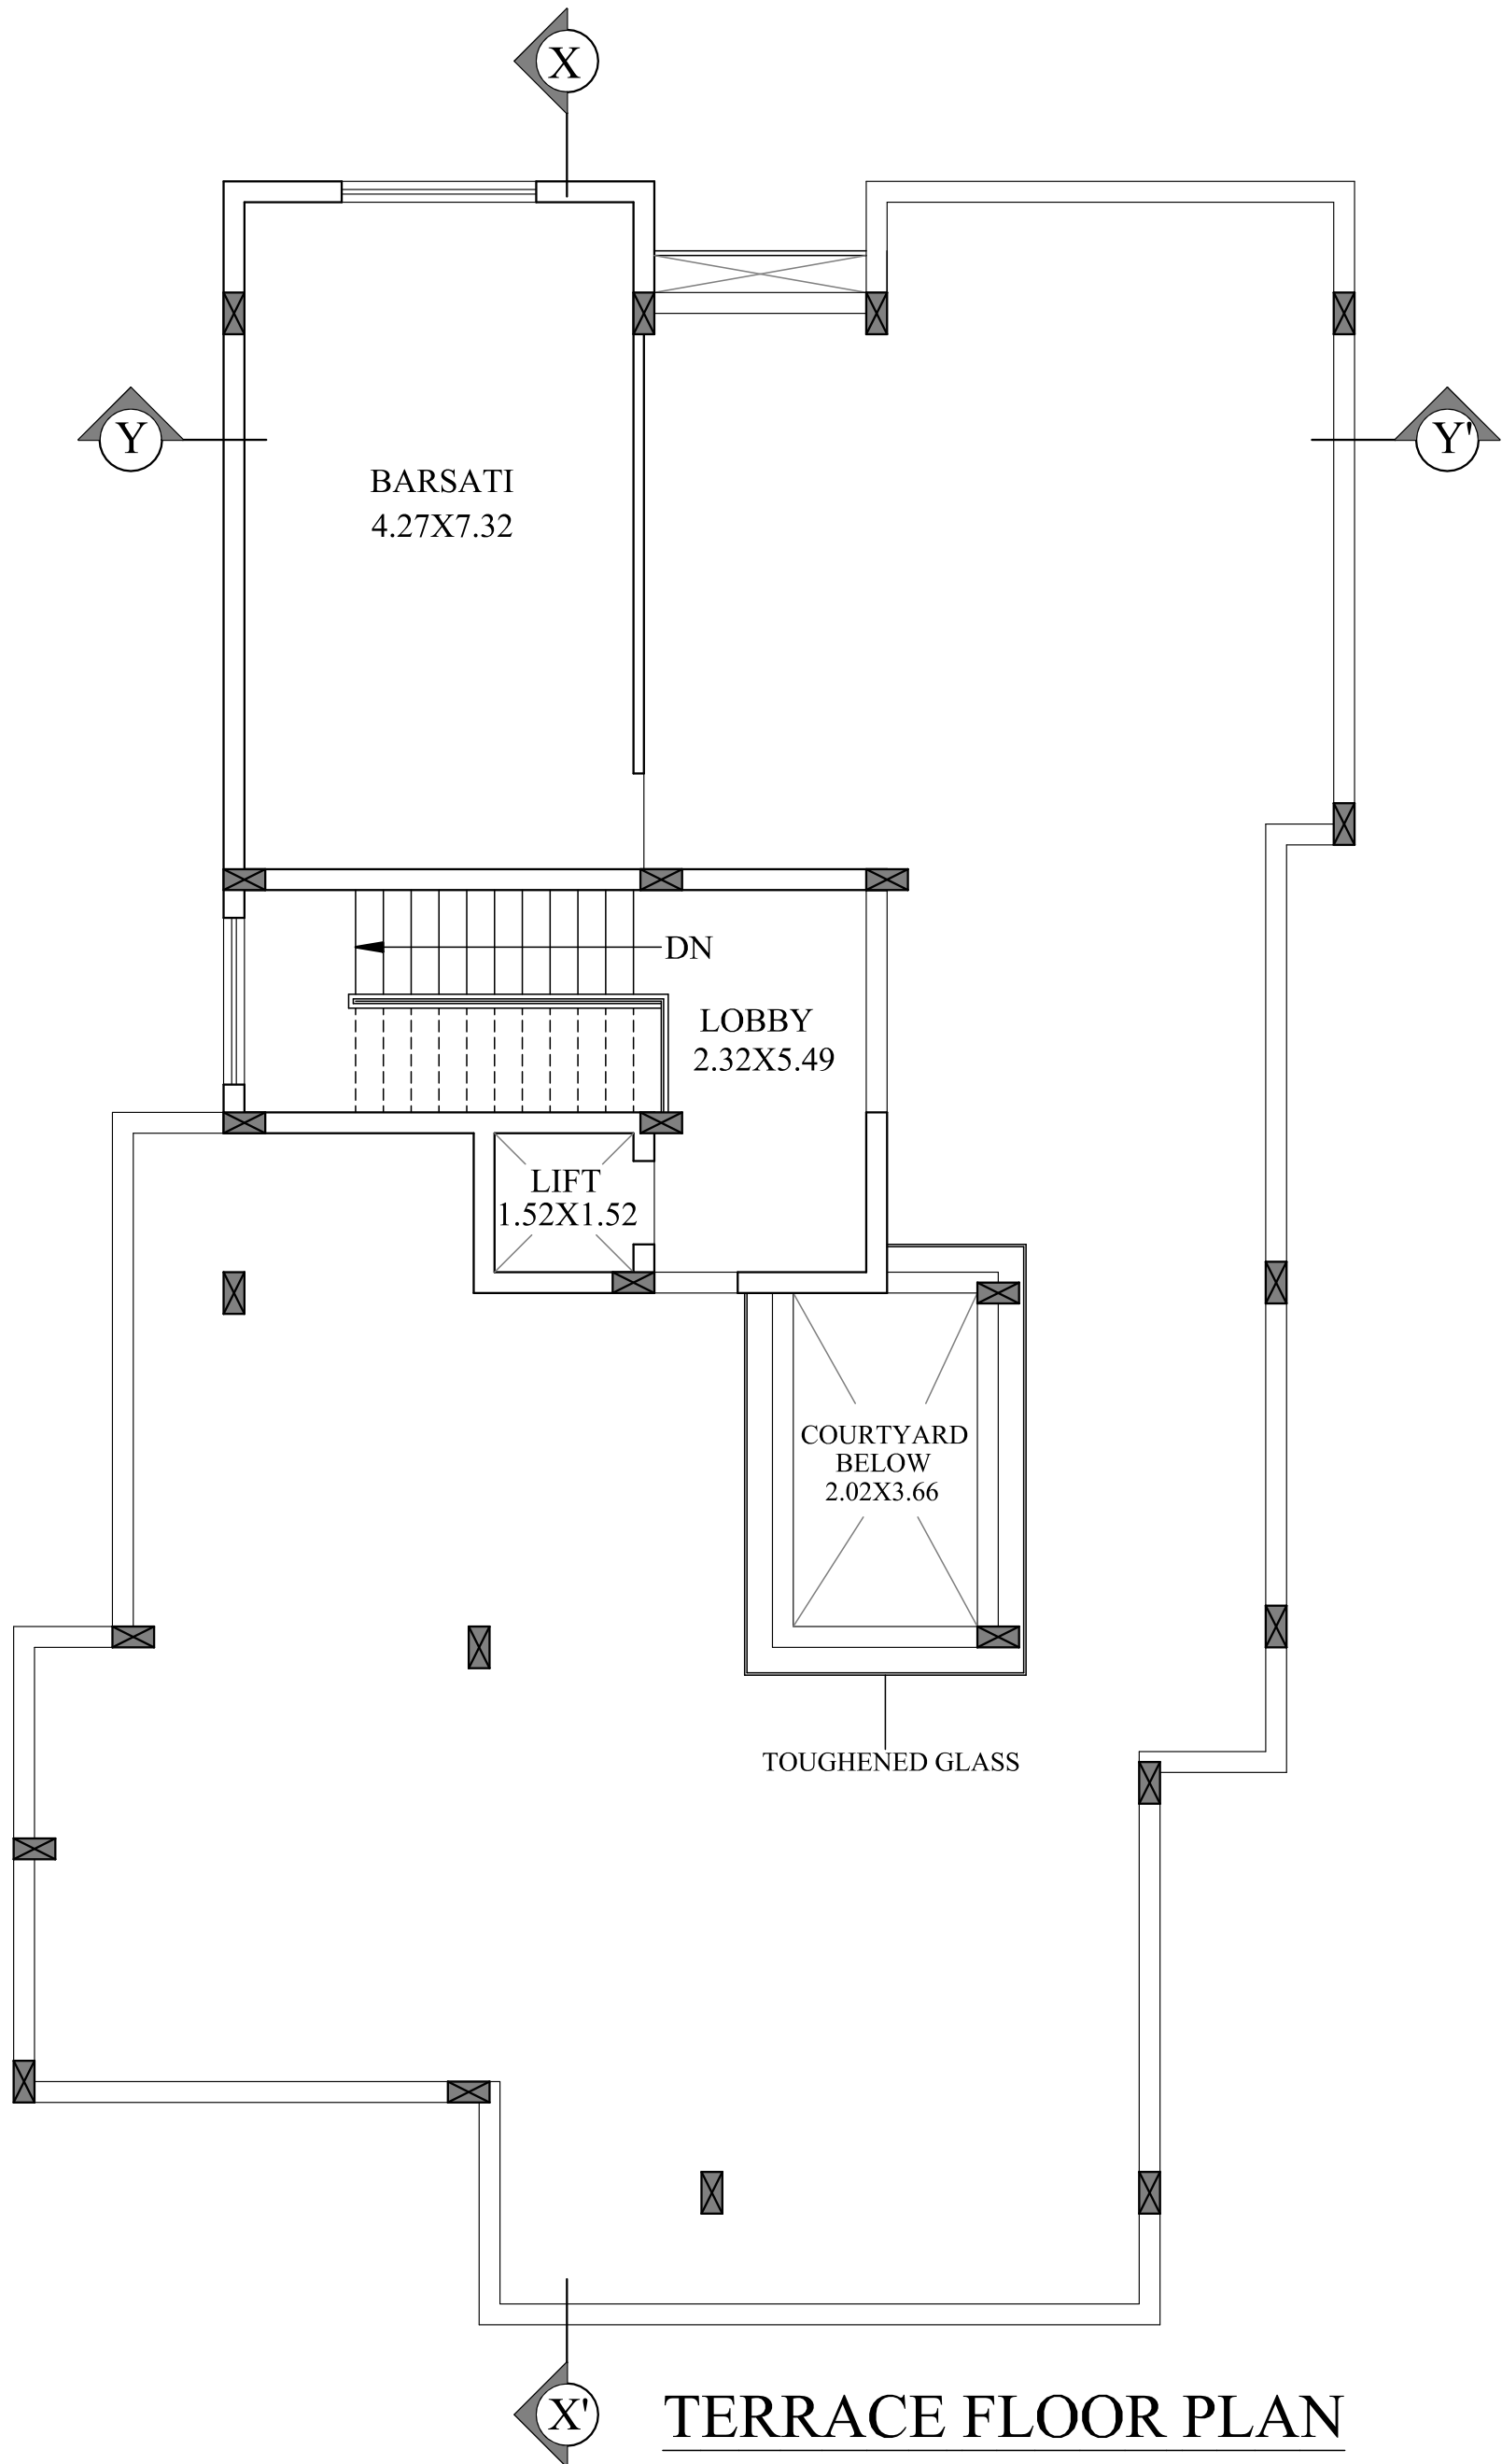 X
Y
Y'
BARSATI
4.27X7.32
DN
LOBBY
2.32X5.49
LIFT
1.52X1.52
COURTYARD
BELOW
2.02X3.66
TOUGHENED GLASS
X'
TERRACE FLOOR PLAN